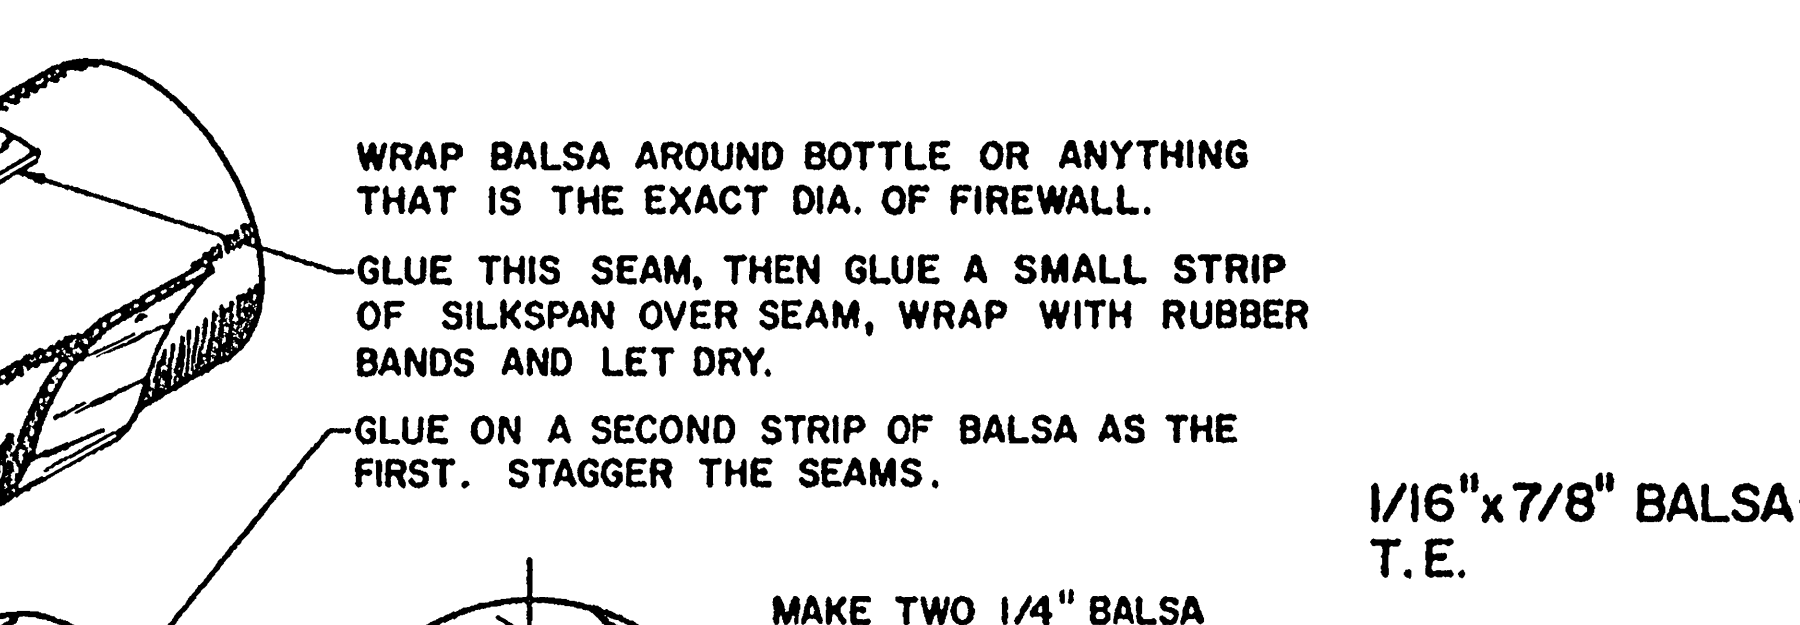 WRAP BALSA AROUND BOTTLE OR ANYTHING
THAT IS THE EXACT DIA. OF FIREWALL.
GLUE THIS SEAM, THEN GLUE A SMALL STRIP
OF SILKSPAN OVER SEAM, WRAP WITH RUBBER
BANDS AND LET DRY.
GLUE ON A SECOND STRIP OF BALSA AS THE
FIRST. STAGGER THE SEAMS.
1/16"x7/8" BALSA
T.E.
MAKE TWO 1/4" BALSA